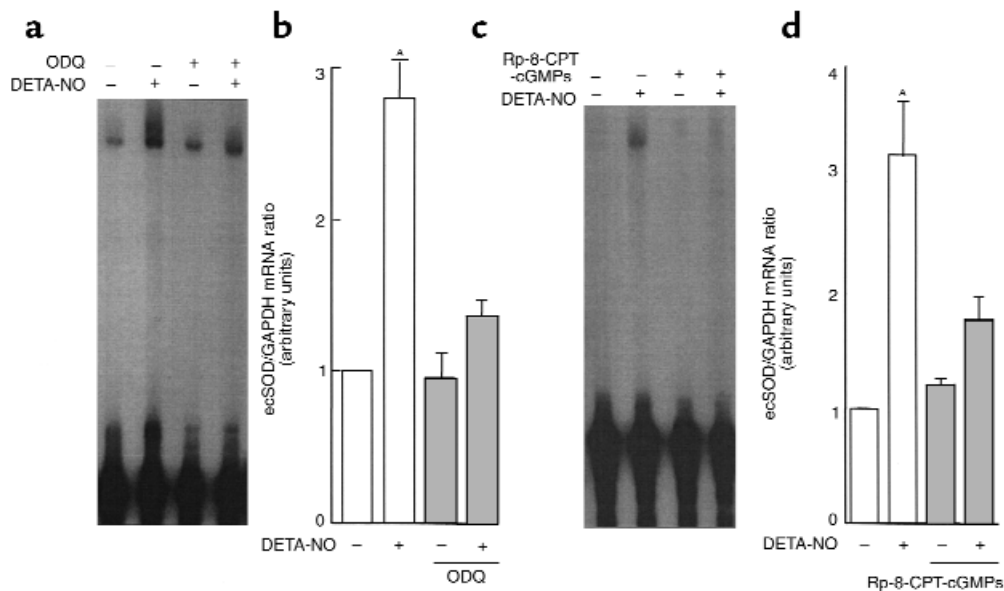 a
ODQ – – + +
DETA-NO – + – +
b
ecSOD/GAPDH mRNA ratio
(arbitrary units)
3
2
1
0
A
DETA-NO – + – +
ODQ
c
Rp-8-CPT
-cGMPs – – + +
DETA-NO – + – +
d
ecSOD/GAPDH mRNA ratio
(arbitrary units)
4
3
2
1
0
A
DETA-NO – + – +
Rp-8-CPT-cGMPs